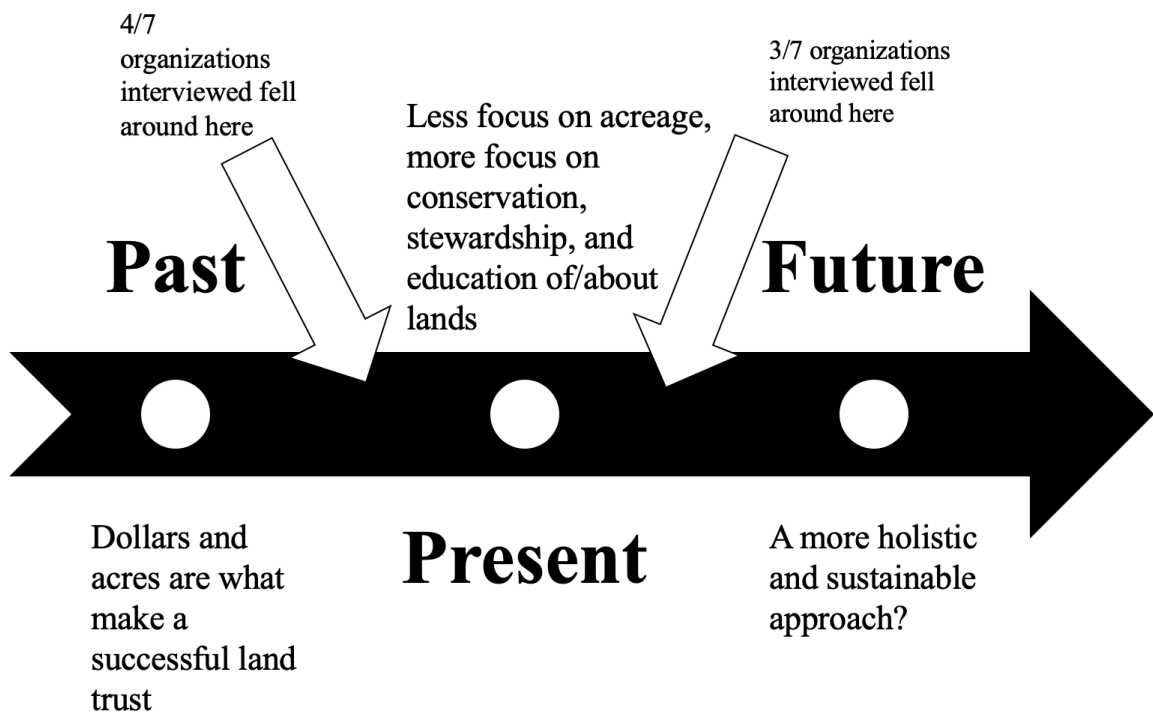 4/7
organizations
interviewed fell
around here
3/7 organizations
interviewed fell
around here
Less focus on acreage,
more focus on
conservation,
stewardship, and
education of/about
lands
Past
Future
Dollars and
acres are what
make a
successful land
trust
Present
A more holistic
and sustainable
approach?